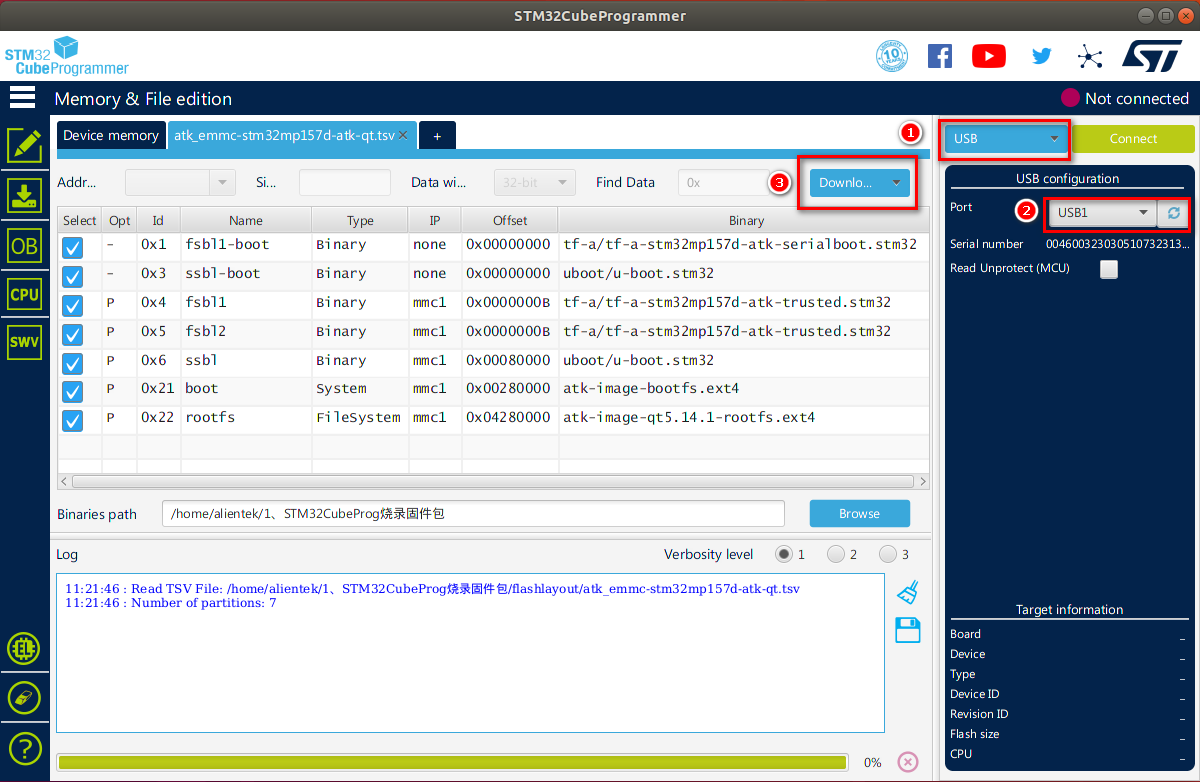 STM32CubeProgrammer
STM32
CubeProgrammer
10
Memory & File edition
Not connected
Device memory
atk_emmc-stm32mp157d-atk-qt.tsv
+
1
USB
Connect
Addr...
Si...
Data wi...
32-bit
Find Data
0x
3
Downlo...
USB configuration
Port
2
USB1
Serial number
004600323030510732313...
Read Unprotect (MCU)
OB
CPU
SWV
Select Opt Id Name Type IP Offset Binary
- 0x1 fsbl1-boot Binary none 0x00000000 tf-a/tf-a-stm32mp157d-atk-serialboot.stm32
- 0x3 ssbl-boot Binary none 0x00000000 uboot/u-boot.stm32
P 0x4 fsbl1 Binary mmc1 0x0000000B tf-a/tf-a-stm32mp157d-atk-trusted.stm32
P 0x5 fsbl2 Binary mmc1 0x0000000B tf-a/tf-a-stm32mp157d-atk-trusted.stm32
P 0x6 ssbl Binary mmc1 0x00080000 uboot/u-boot.stm32
P 0x21 boot System mmc1 0x00280000 atk-image-bootfs.ext4
P 0x22 rootfs FileSystem mmc1 0x04280000 atk-image-qt5.14.1-rootfs.ext4
Binaries path
/home/alientek/1、STM32CubeProg烧录固件包
Browse
Log
Verbosity level
1
2
3
11:21:46 : Read TSV File: /home/alientek/1、STM32CubeProg烧录固件包/flashlayout/atk_emmc-stm32mp157d-atk-qt.tsv
11:21:46 : Number of partitions: 7
Target information
Board -
Device -
Type -
Device ID -
Revision ID -
Flash size -
CPU -
EL
?
0%